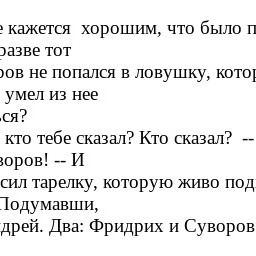 е кажется хорошим, что было п
разве тот
ров не попался в ловушку, котор
умел из нее
ься?
кто тебе сказал? Кто сказал? --
воров! -- И
сил тарелку, которую живо под
Подумавши,
дрей. Два: Фридрих и Суворов